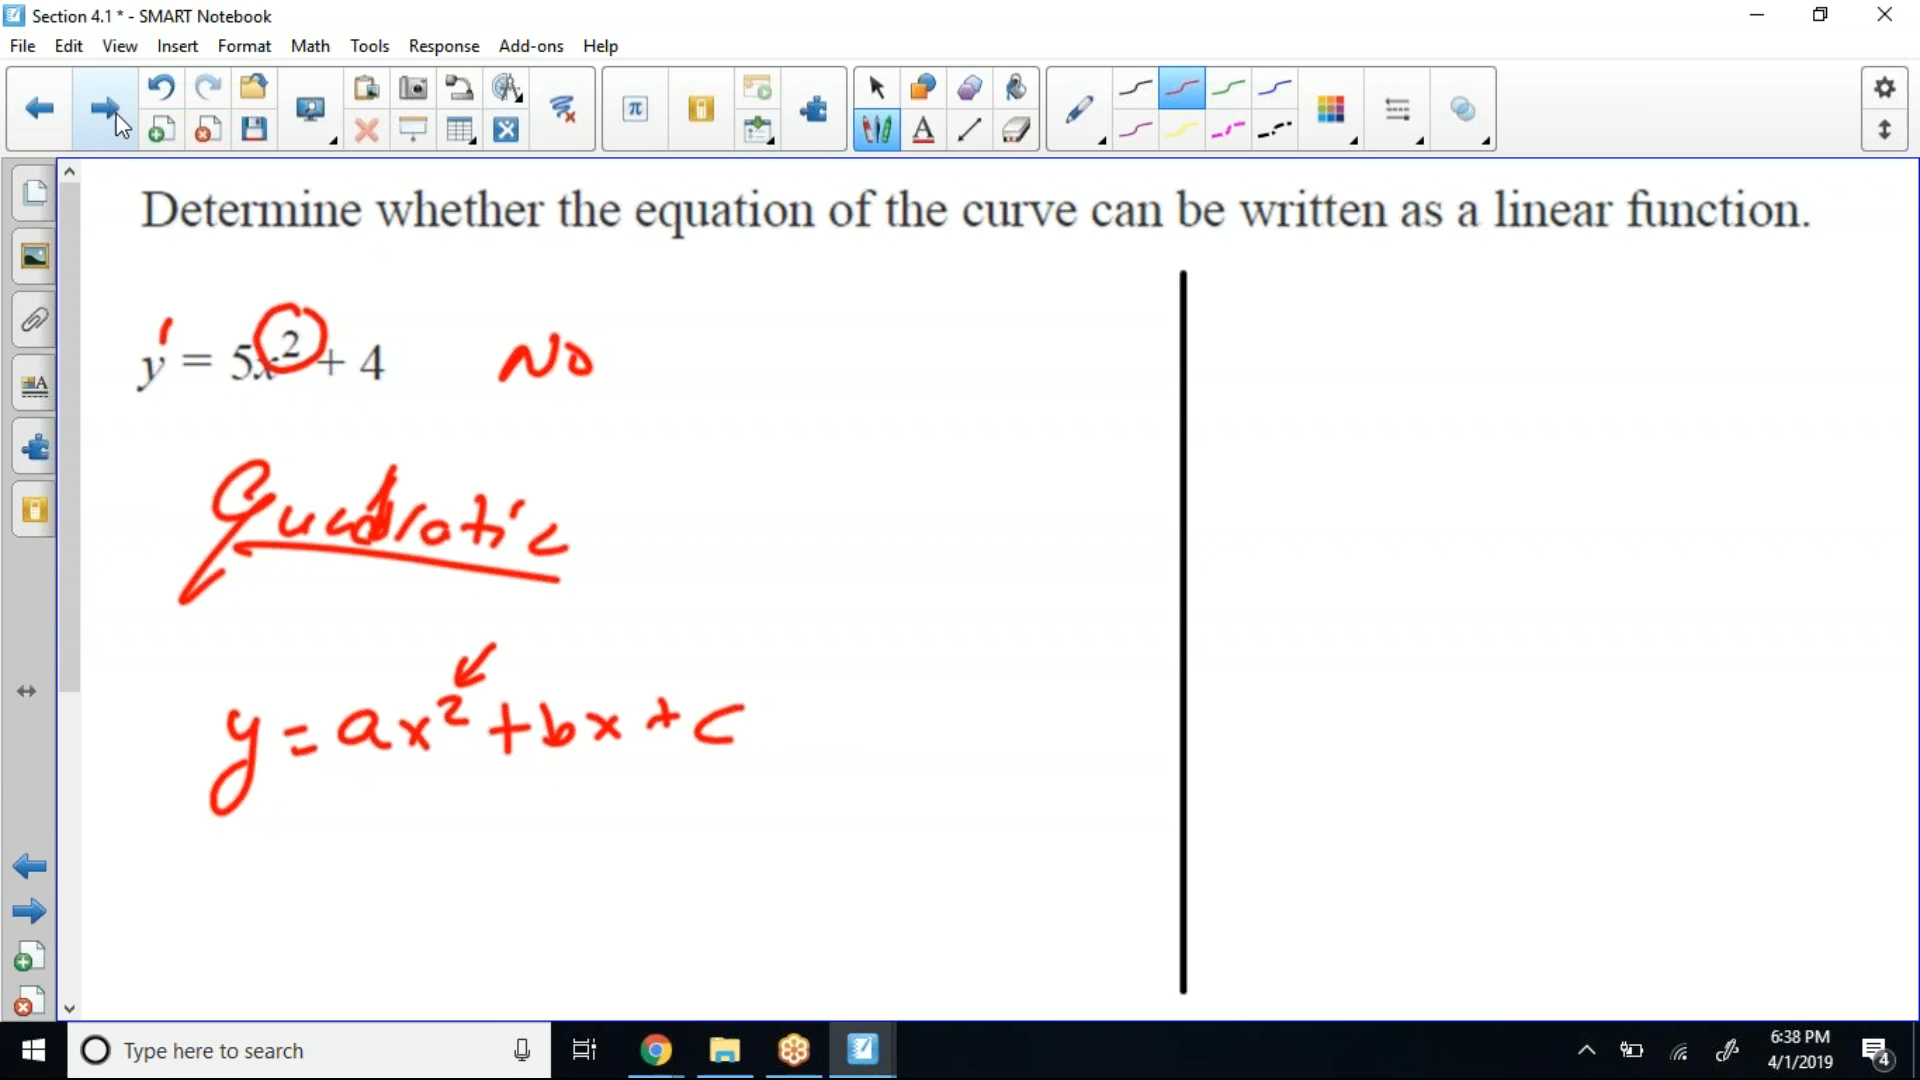 Section 4.1 * - SMART Notebook
File Edit View Insert Format Math Tools Response Add-ons Help
π
A
A
Determine whether the equation of the curve can be written as a linear function.
y' = 5x² + 4 NO
Quadratic
y = ax² + bx + c
Type here to search
6:38 PM
4/1/2019
4